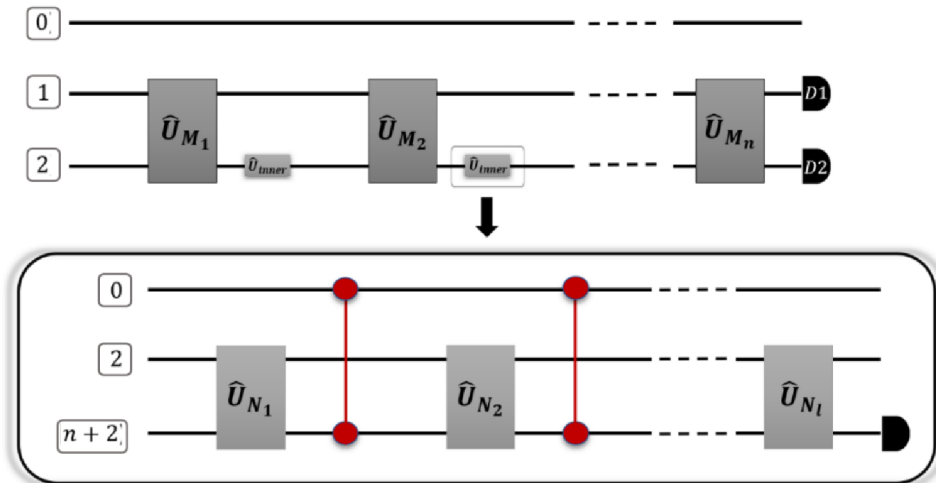 0
1
Û_{M_1}
Û_{M_2}
Û_{M_n}
D1
2
Û_{inner}
Û_{inner}
D2
0
2
Û_{N_1}
Û_{N_2}
Û_{N_l}
n + 2